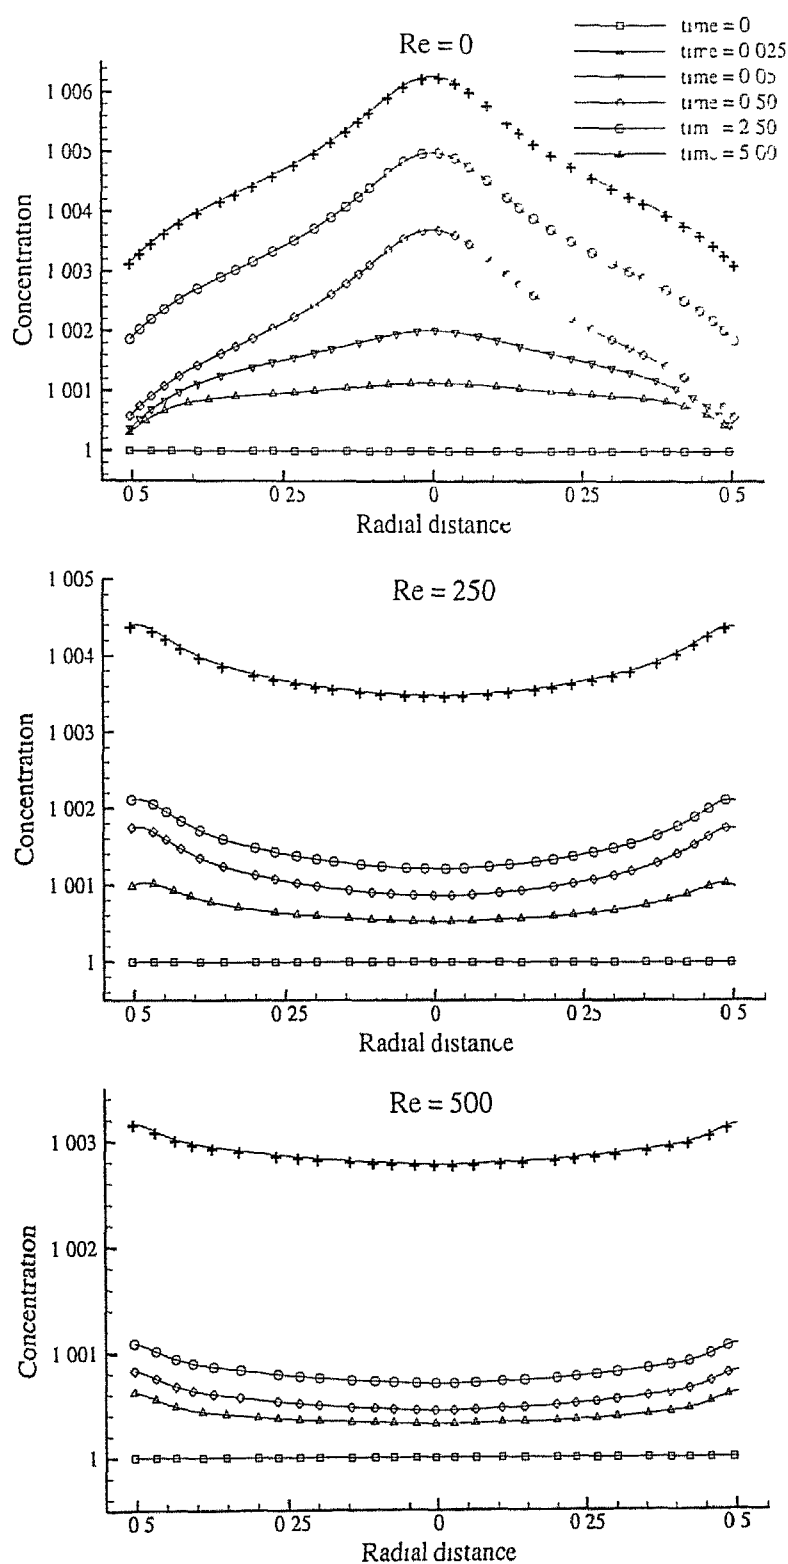 Re = 0
time = 0
time = 0 025
time = 0 05
time = 0 50
tim = 2 50
tim = 5 00
1 006
1 005
1 004
1 003
1 002
1 001
1
Concentration
0 5 0 25 0 0 25 0 5
Radial distance
Re = 250
1 005
1 004
1 003
1 002
1 001
1
Concentration
0 5 0 25 0 0 25 0 5
Radial distance
Re = 500
1 003
1 002
1 001
1
Concentration
0 5 0 25 0 0 25 0 5
Radial distance